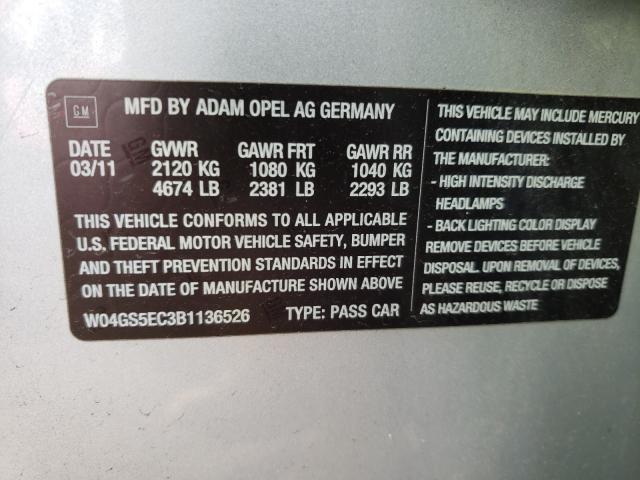 GM
MFD BY ADAM OPEL AG GERMANY
DATE GVWR GAWR FRT GAWR RR
03/11 2120 KG 1080 KG 1040 KG
4674 LB 2381 LB 2293 LB
THIS VEHICLE CONFORMS TO ALL APPLICABLE
U.S. FEDERAL MOTOR VEHICLE SAFETY, BUMPER
AND THEFT PREVENTION STANDARDS IN EFFECT
ON THE DATE OF MANUFACTURE SHOWN ABOVE
W04GS5EC3B1136526 TYPE: PASS CAR
THIS VEHICLE MAY INCLUDE MERCURY
CONTAINING DEVICES INSTALLED BY
THE MANUFACTURER:
- HIGH INTENSITY DISCHARGE
HEADLAMPS
- BACK LIGHTING COLOR DISPLAY
REMOVE DEVICES BEFORE VEHICLE
DISPOSAL. UPON REMOVAL OF DEVICES,
PLEASE REUSE, RECYCLE OR DISPOSE
AS HAZARDOUS WASTE